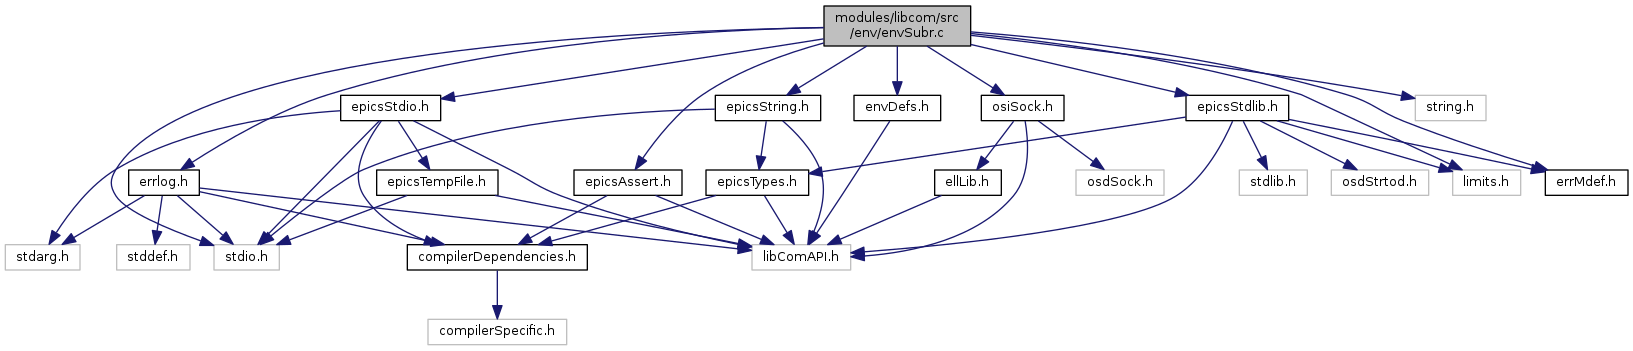 modules/libcom/src
/env/envSubr.c
epicsStdio.h
epicsString.h
envDefs.h
osiSock.h
epicsStdlib.h
string.h
errlog.h
epicsTempFile.h
epicsAssert.h
epicsTypes.h
ellLib.h
osdSock.h
stdlib.h
osdStrtod.h
limits.h
errMdef.h
stdarg.h
stddef.h
stdio.h
compilerDependencies.h
libComAPI.h
compilerSpecific.h